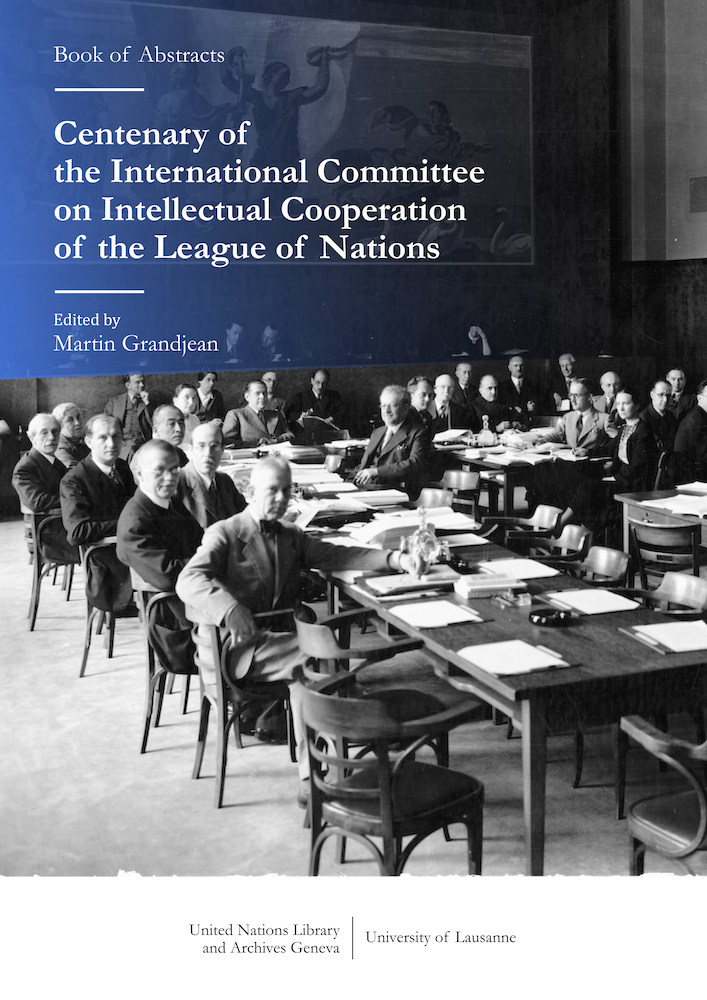 Book of Abstracts
Centenary of
the International Committee
on Intellectual Cooperation
of the League of Nations
Edited by
Martin Grandjean
United Nations Library
and Archives Geneva
University of Lausanne